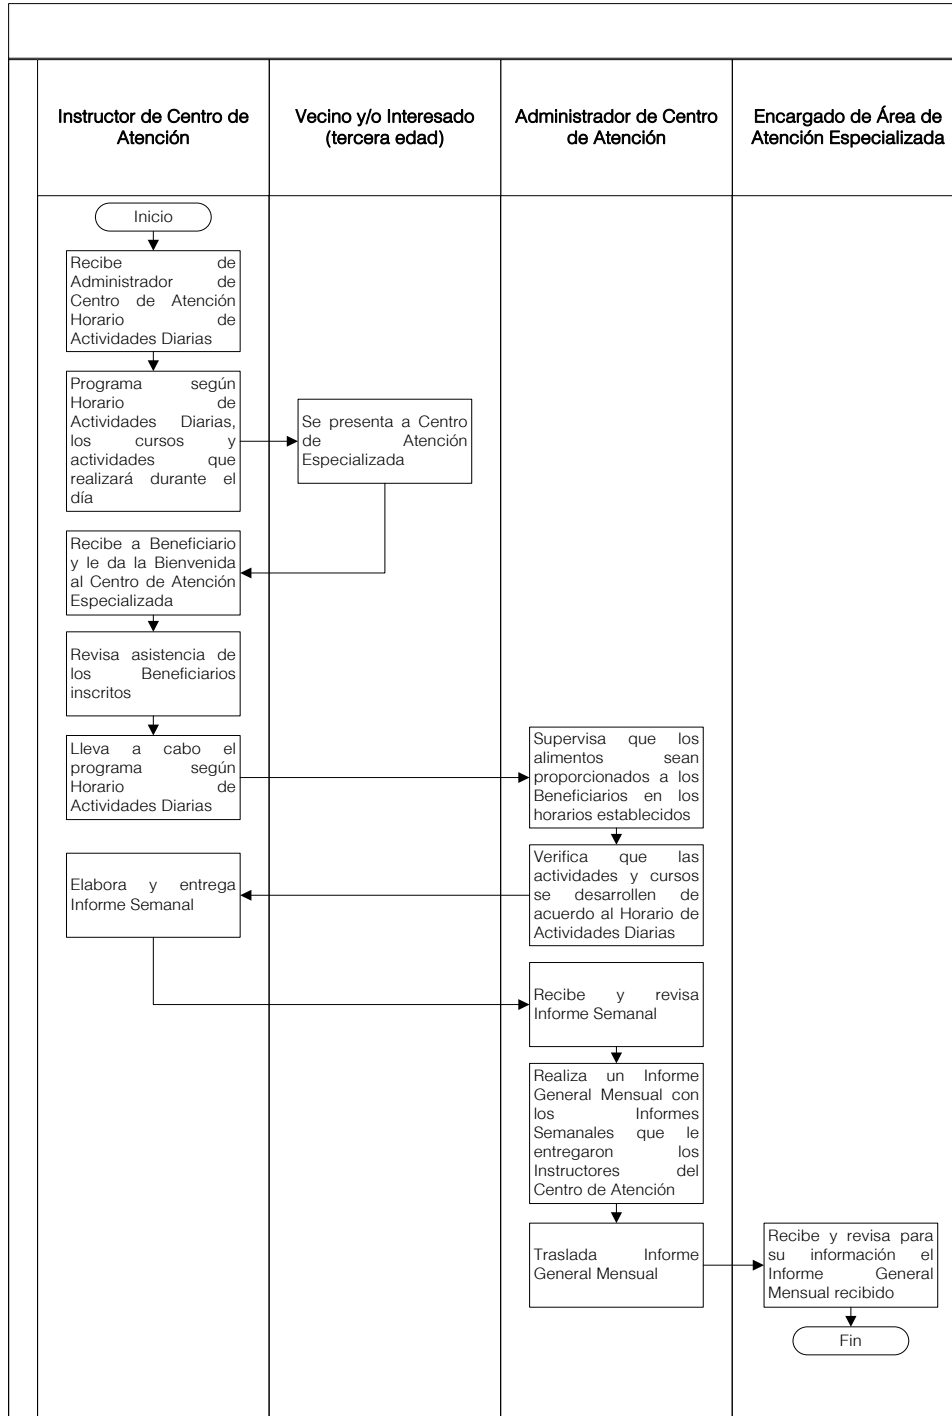 Instructor de Centro de
Atención
Vecino y/o Interesado
(tercera edad)
Administrador de Centro
de Atención
Encargado de Área de
Atención Especializada
Inicio
Recibe de
Administrador de
Centro de Atención
Horario de
Actividades Diarias
Programa según
Horario de
Actividades Diarias,
los cursos y
actividades que
realizará durante el
día
Se presenta a Centro
de Atención
Especializada
Recibe a Beneficiario
y le da la Bienvenida
al Centro de Atención
Especializada
Revisa asistencia de
los Beneficiarios
inscritos
Lleva a cabo el
programa según
Horario de
Actividades Diarias
Supervisa que los
alimentos sean
proporcionados a los
Beneficiarios en los
horarios establecidos
Verifica que las
actividades y cursos
se desarrollen de
acuerdo al Horario de
Actividades Diarias
Elabora y entrega
Informe Semanal
Recibe y revisa
Informe Semanal
Realiza un Informe
General Mensual con
los Informes
Semanales que le
entregaron los
Instructores del
Centro de Atención
Traslada Informe
General Mensual
Recibe y revisa para
su información el
Informe General
Mensual recibido
Fin